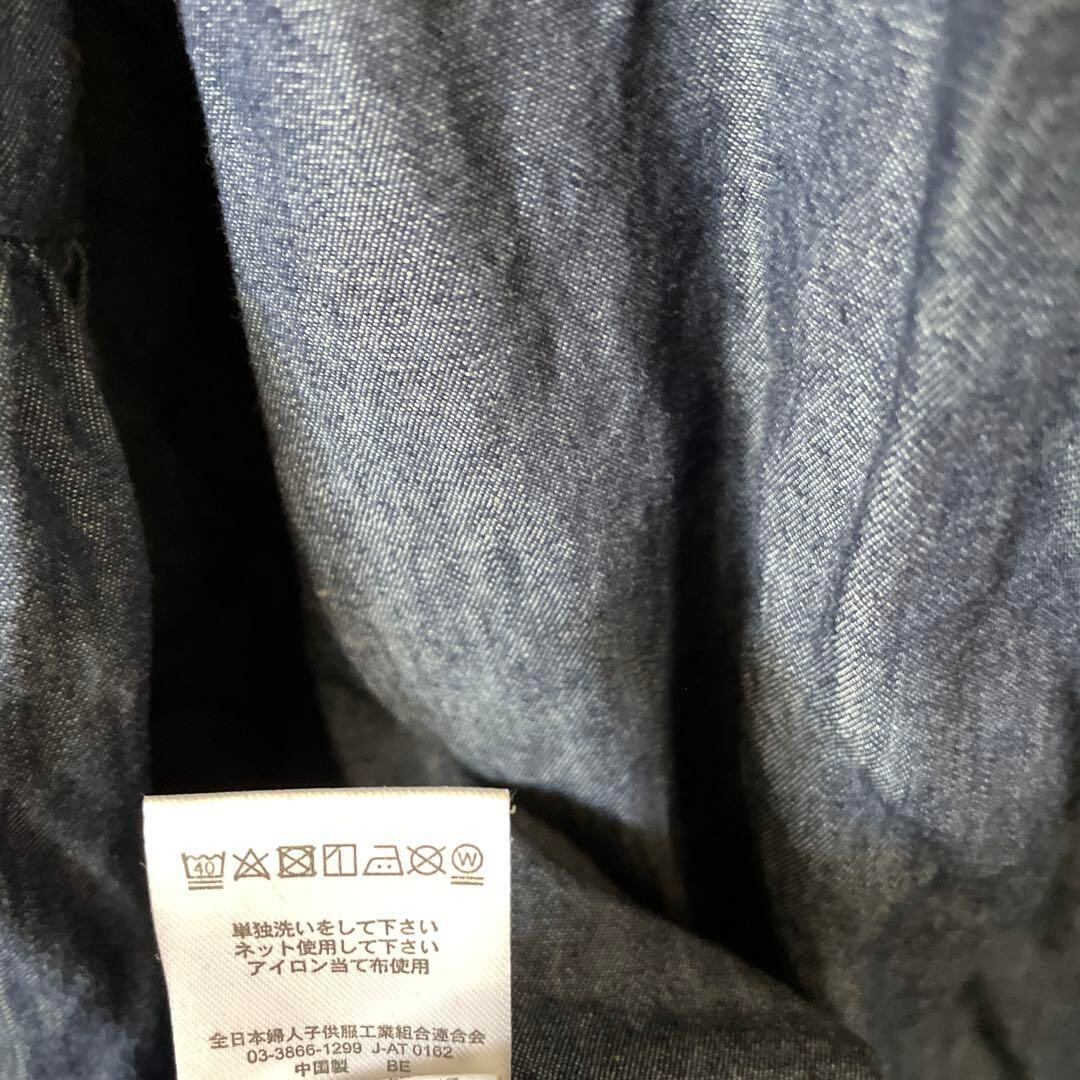 40 W
単独洗いをして下さい
ネット使用して下さい
アイロン当て布使用
全日本婦人子供服工業組合連合会
03-3866-1299 J-AT 0162
中国製 BE